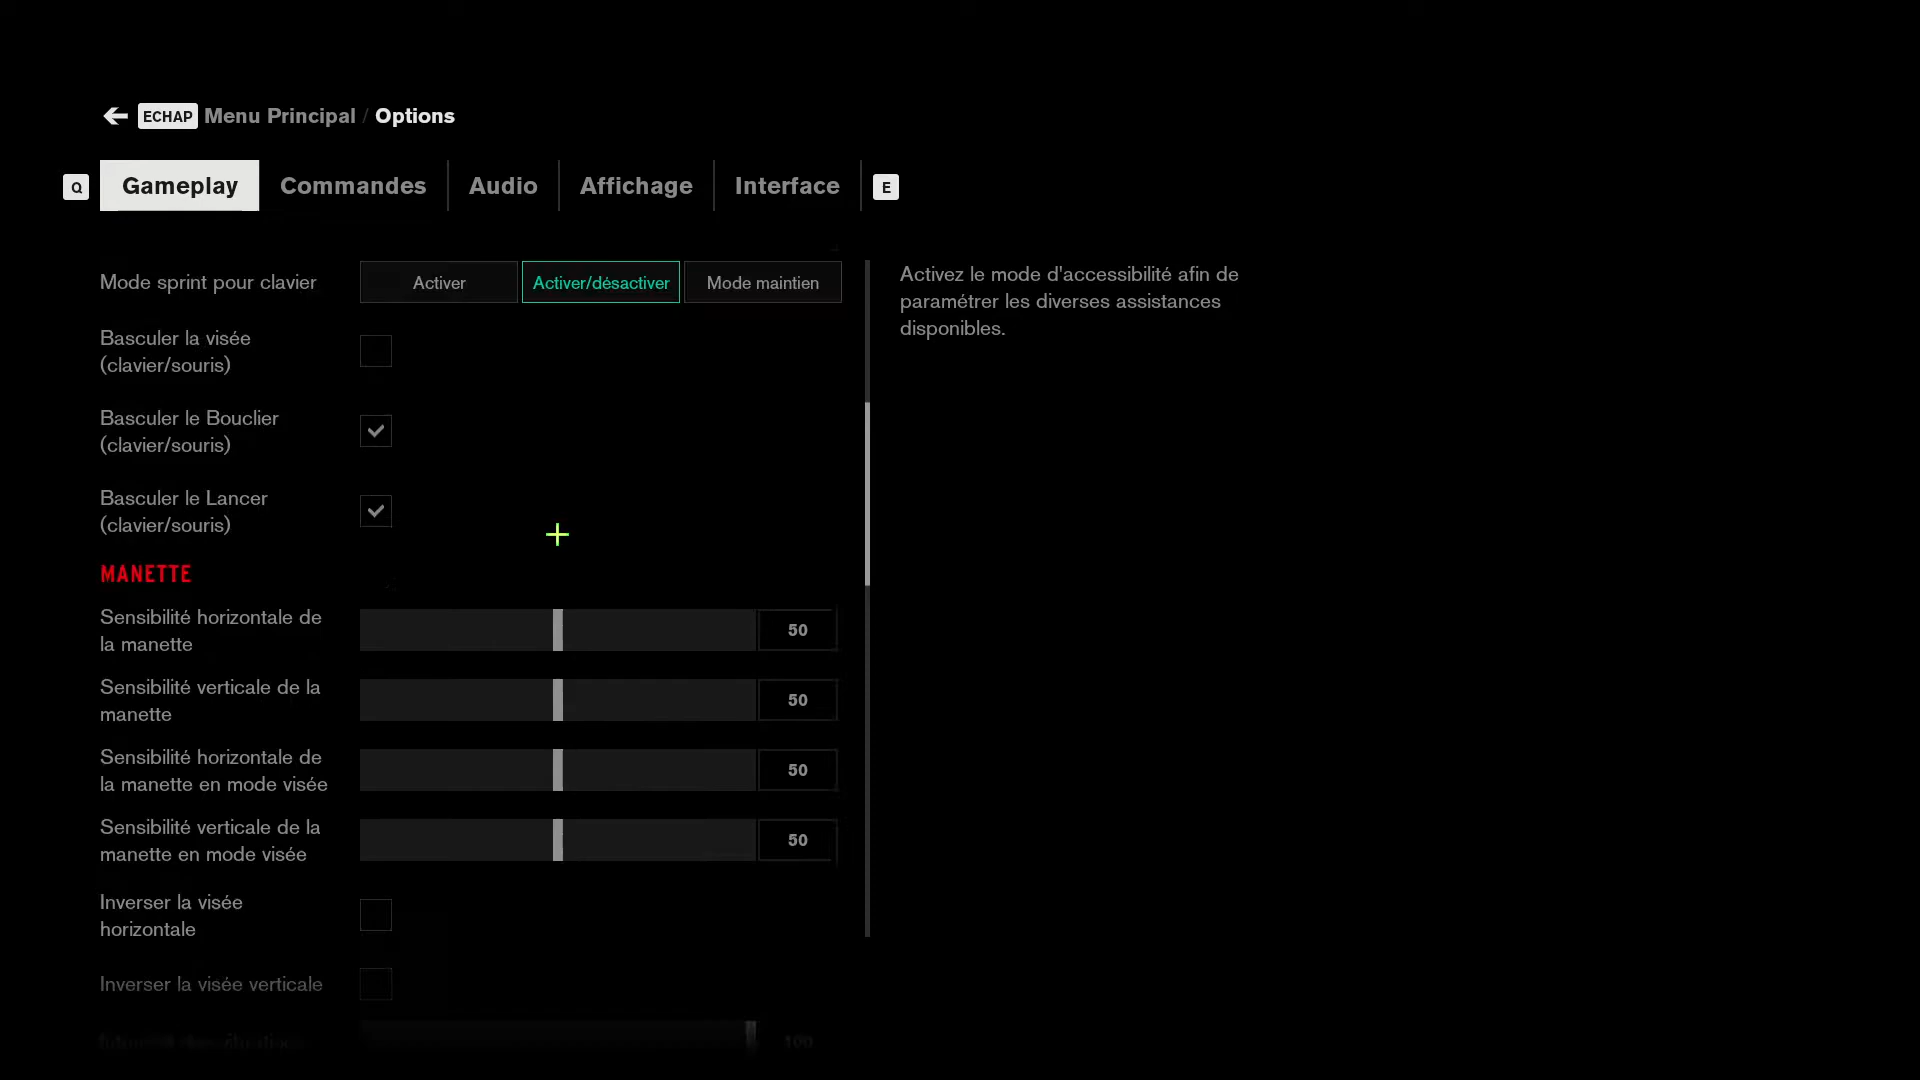 ECHAP Menu Principal / Options
Q Gameplay Commandes Audio Affichage Interface E
Mode sprint pour clavier Activer Activer/désactiver Mode maintien
Basculer la visée
(clavier/souris)
Basculer le Bouclier
(clavier/souris)
Basculer le Lancer
(clavier/souris)
MANETTE
Sensibilité horizontale de
la manette 50
Sensibilité verticale de la
manette 50
Sensibilité horizontale de
la manette en mode visée 50
Sensibilité verticale de la
manette en mode visée 50
Inverser la visée
horizontale
Inverser la visée verticale
100
Activez le mode d'accessibilité afin de
paramétrer les diverses assistances
disponibles.